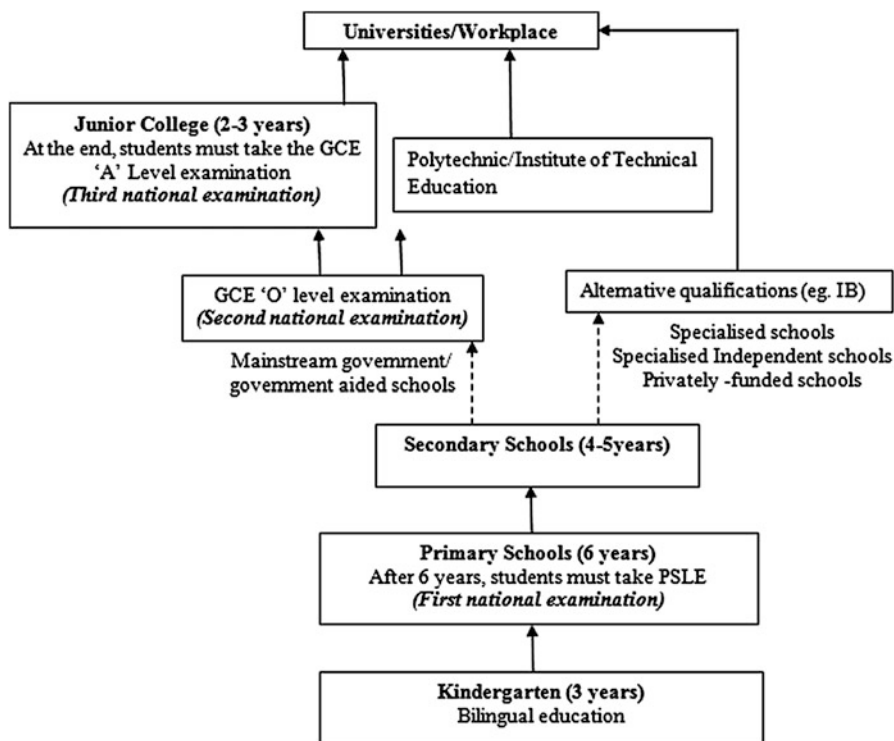 Universities/Workplace
Junior College (2-3 years)
At the end, students must take the GCE
‘A’ Level examination
(Third national examination)
Polytechnic/Institute of Technical
Education
GCE ‘O’ level examination
(Second national examination)
Alternative qualifications (eg. IB)
Mainstream government/
government aided schools
Specialised schools
Specialised Independent schools
Privately -funded schools
Secondary Schools (4-5years)
Primary Schools (6 years)
After 6 years, students must take PSLE
(First national examination)
Kindergarten (3 years)
Bilingual education